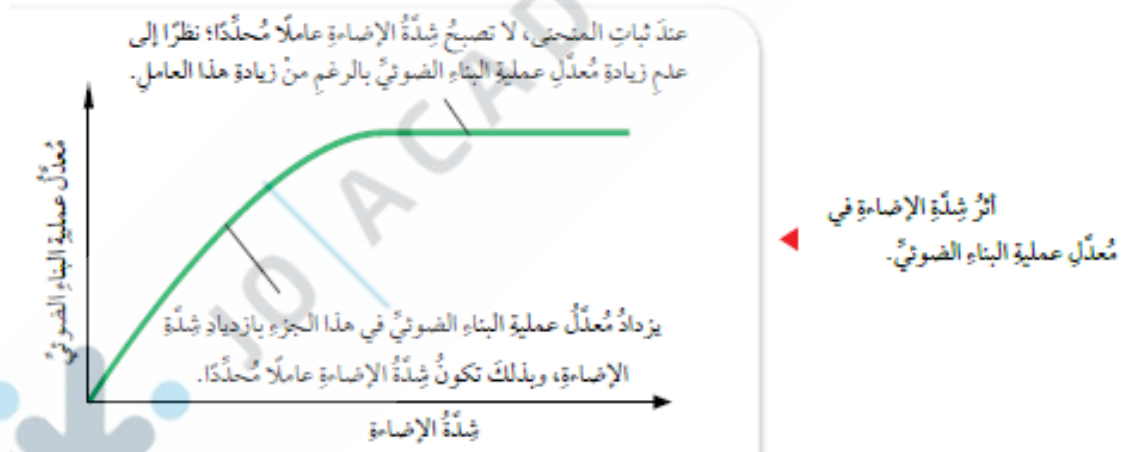 عندَ ثباتِ المنحنى، لا تصبحُ شِدَّةُ الإضاءةِ عاملًا مُحدِّدًا؛ نظرًا إلى
عدمِ زيادةِ مُعدَّلِ عمليةِ البناءِ الضوئيِّ بالرغمِ منْ زيادةِ هذا العاملِ.
مُعدَّلُ عمليةِ البناءِ الضوئيِّ
أثرُ شِدَّةِ الإضاءةِ في
مُعدَّلِ عمليةِ البناءِ الضوئيِّ.
يزدادُ مُعدَّلُ عمليةِ البناءِ الضوئيِّ في هذا الجزءِ بازديادِ شِدَّةِ
الإضاءةِ، وبذلكَ تكونُ شِدَّةُ الإضاءةِ عاملًا مُحدِّدًا.
شِدَّةُ الإضاءةِ
JO ACAD